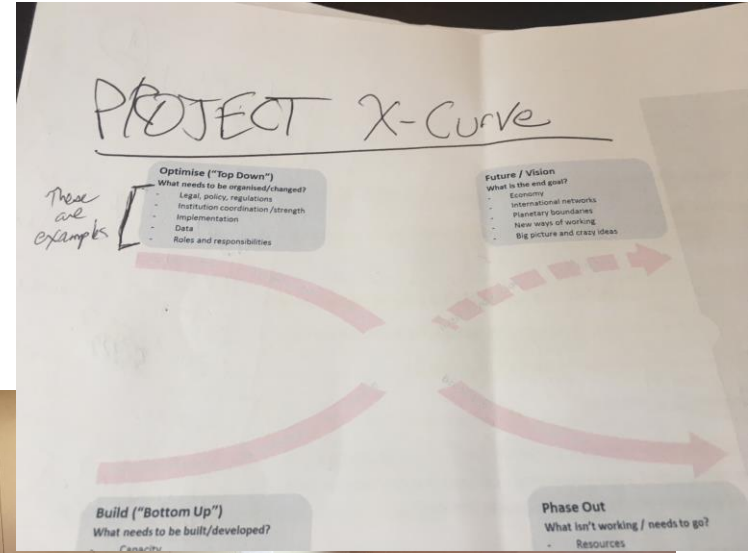 PROJECT X-Curve
Optimise ("Top Down")
What needs to be organised/changed?
- Legal, policy, regulations
- Institution coordination /strength
- Implementation
- Data
- Roles and responsibilities
These
are
examples
Future / Vision
What is the end goal?
- Economy
- International networks
- Planetary boundaries
- New ways of working
- Big picture and crazy ideas
Build ("Bottom Up")
What needs to be built/developed?
- Capacity
Phase Out
What isn't working / needs to go?
- Resources